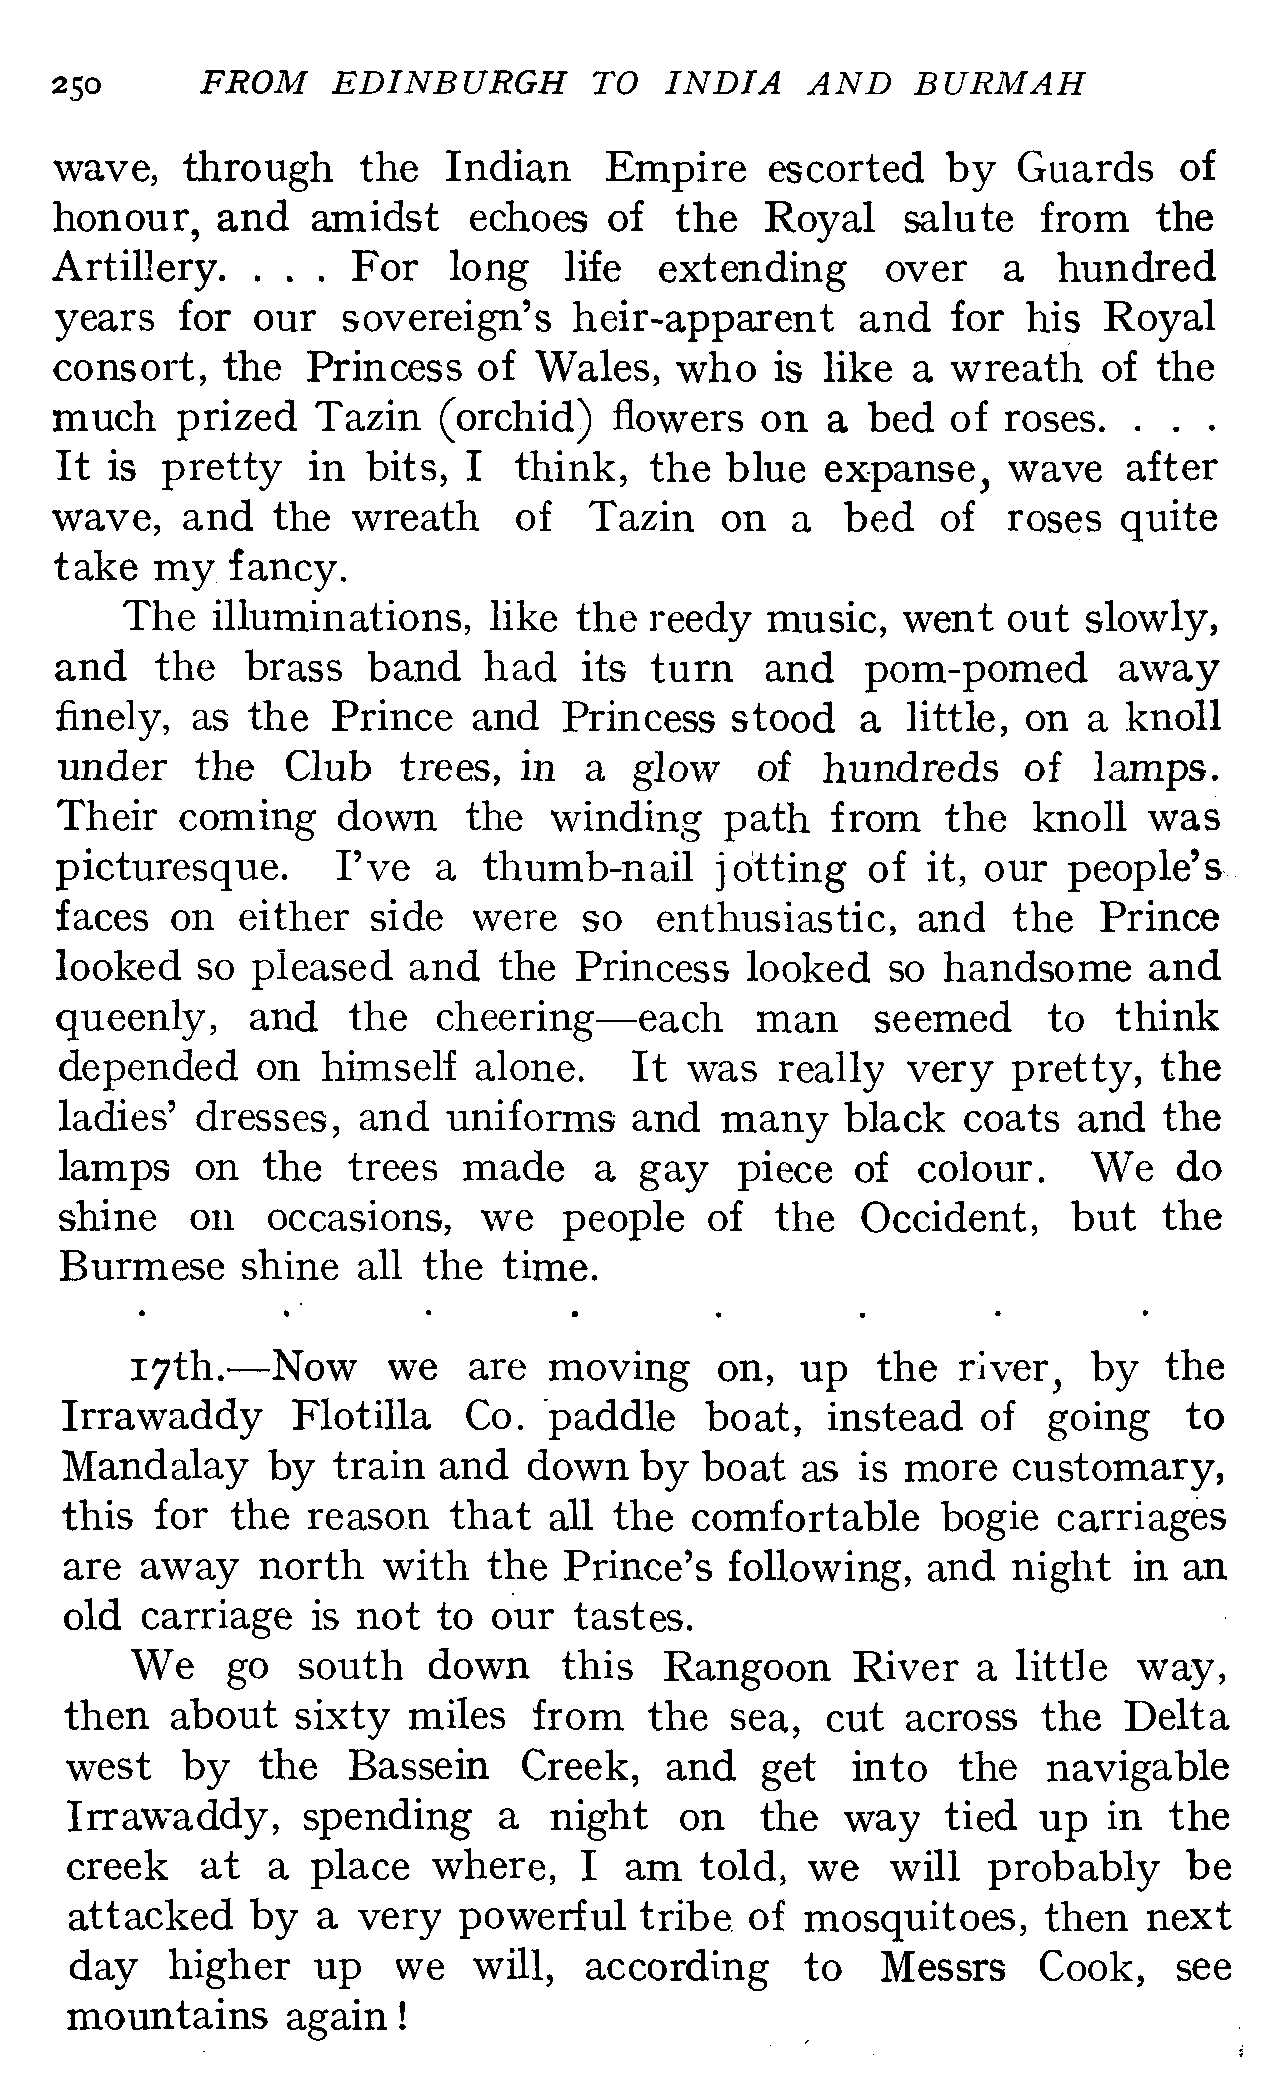 250 FROM EDINBURGH TO INDIA AND BURMAH
wave, through the Indian Empire escorted by Guards of
honour, and amidst echoes of the Royal salute from the
Artillery. . . . For long life extending over a hundred
years for our sovereign's heir-apparent and for his Royal
consort, the Princess of Wales, who is like a wreath of the
much prized Tazin (orchid) flowers on a bed of roses. . . .
It is pretty in bits, I think, the blue expanse, wave after
wave, and the wreath of Tazin on a bed of roses quite
take my fancy.
The illuminations, like the reedy music, went out slowly,
and the brass band had its turn and pom-pomed away
finely, as the Prince and Princess stood a little, on a knoll
under the Club trees, in a glow of hundreds of lamps.
Their coming down the winding path from the knoll was
picturesque. I've a thumb-nail jotting of it, our people's
faces on either side were so enthusiastic, and the Prince
looked so pleased and the Princess looked so handsome and
queenly, and the cheering—each man seemed to think
depended on himself alone. It was really very pretty, the
ladies' dresses, and uniforms and many black coats and the
lamps on the trees made a gay piece of colour. We do
shine on occasions, we people of the Occident, but the
Burmese shine all the time.
. . . . . . . .
17th.—Now we are moving on, up the river, by the
Irrawaddy Flotilla Co. paddle boat, instead of going to
Mandalay by train and down by boat as is more customary,
this for the reason that all the comfortable bogie carriages
are away north with the Prince's following, and night in an
old carriage is not to our tastes.
We go south down this Rangoon River a little way,
then about sixty miles from the sea, cut across the Delta
west by the Bassein Creek, and get into the navigable
Irrawaddy, spending a night on the way tied up in the
creek at a place where, I am told, we will probably be
attacked by a very powerful tribe of mosquitoes, then next
day higher up we will, according to Messrs Cook, see
mountains again!